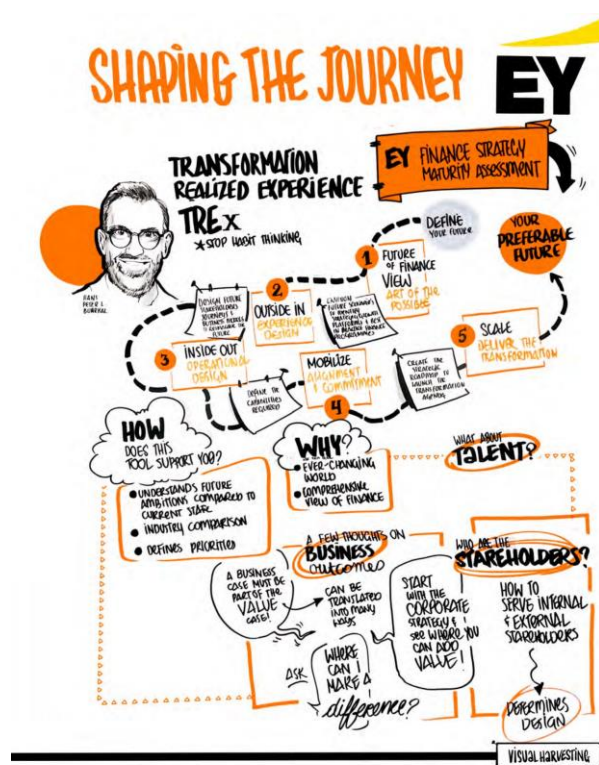 SHAPING THE JOURNEY
EY
EY FINANCE STRATEGY
MATURITY ASSESSMENT
TRANSFORMATION
REALIZED EXPERIENCE
TREx
*STOP HABIT THINKING
DEFINE
YOUR FUTURE
YOUR
PREFERABLE
FUTURE
1
FUTURE
OF FINANCE
VIEW
ART OF THE
POSSIBLE
2
OUTSIDE IN
EXPERIENCE
DESIGN
DESIGN FUTURE
STAKEHOLDERS
JOURNEYS &
BUSINESS MODELS
FUTURE
3
INSIDE OUT
OPERATIONAL
DESIGN
DEFINE THE
CAPABILITIES
REQUIRED
MOBILIZE
ALIGNMENT
& COMMITMENT
4
CREATE THE
STRATEGIC
ROADMAP TO
LAUNCH THE
TRANSFORMATION
AGENDA
5
SCALE
DELIVER THE
TRANSFORMATION
HOW
DOES THIS
TOOL SUPPORT YOU?
• UNDERSTANDS FUTURE
AMBITIONS COMPARED TO
CURRENT STATE
• INDUSTRY COMPARISON
• DEFINES PRIORITIES
WHY?
• EVER-CHANGING
WORLD
• COMPREHENSIVE
VIEW OF FINANCE
WHAT ABOUT
TALENT?
A FEW THOUGHTS ON
BUSINESS
outcomes
A BUSINESS
CASE MUST BE
PART OF THE
VALUE
CASE!
CAN BE
TRANSLATED
INTO MANY
WAYS
START
WITH THE
CORPORATE
STRATEGY &
SEE WHERE YOU
CAN ADD
VALUE!
ASK
WHERE
CAN I
MAKE A
difference?
WHO ARE THE
STAKEHOLDERS?
HOW TO
SERVE INTERNAL
& EXTERNAL
STAKEHOLDERS
DETERMINES
DESIGN
VISUAL HARVESTING